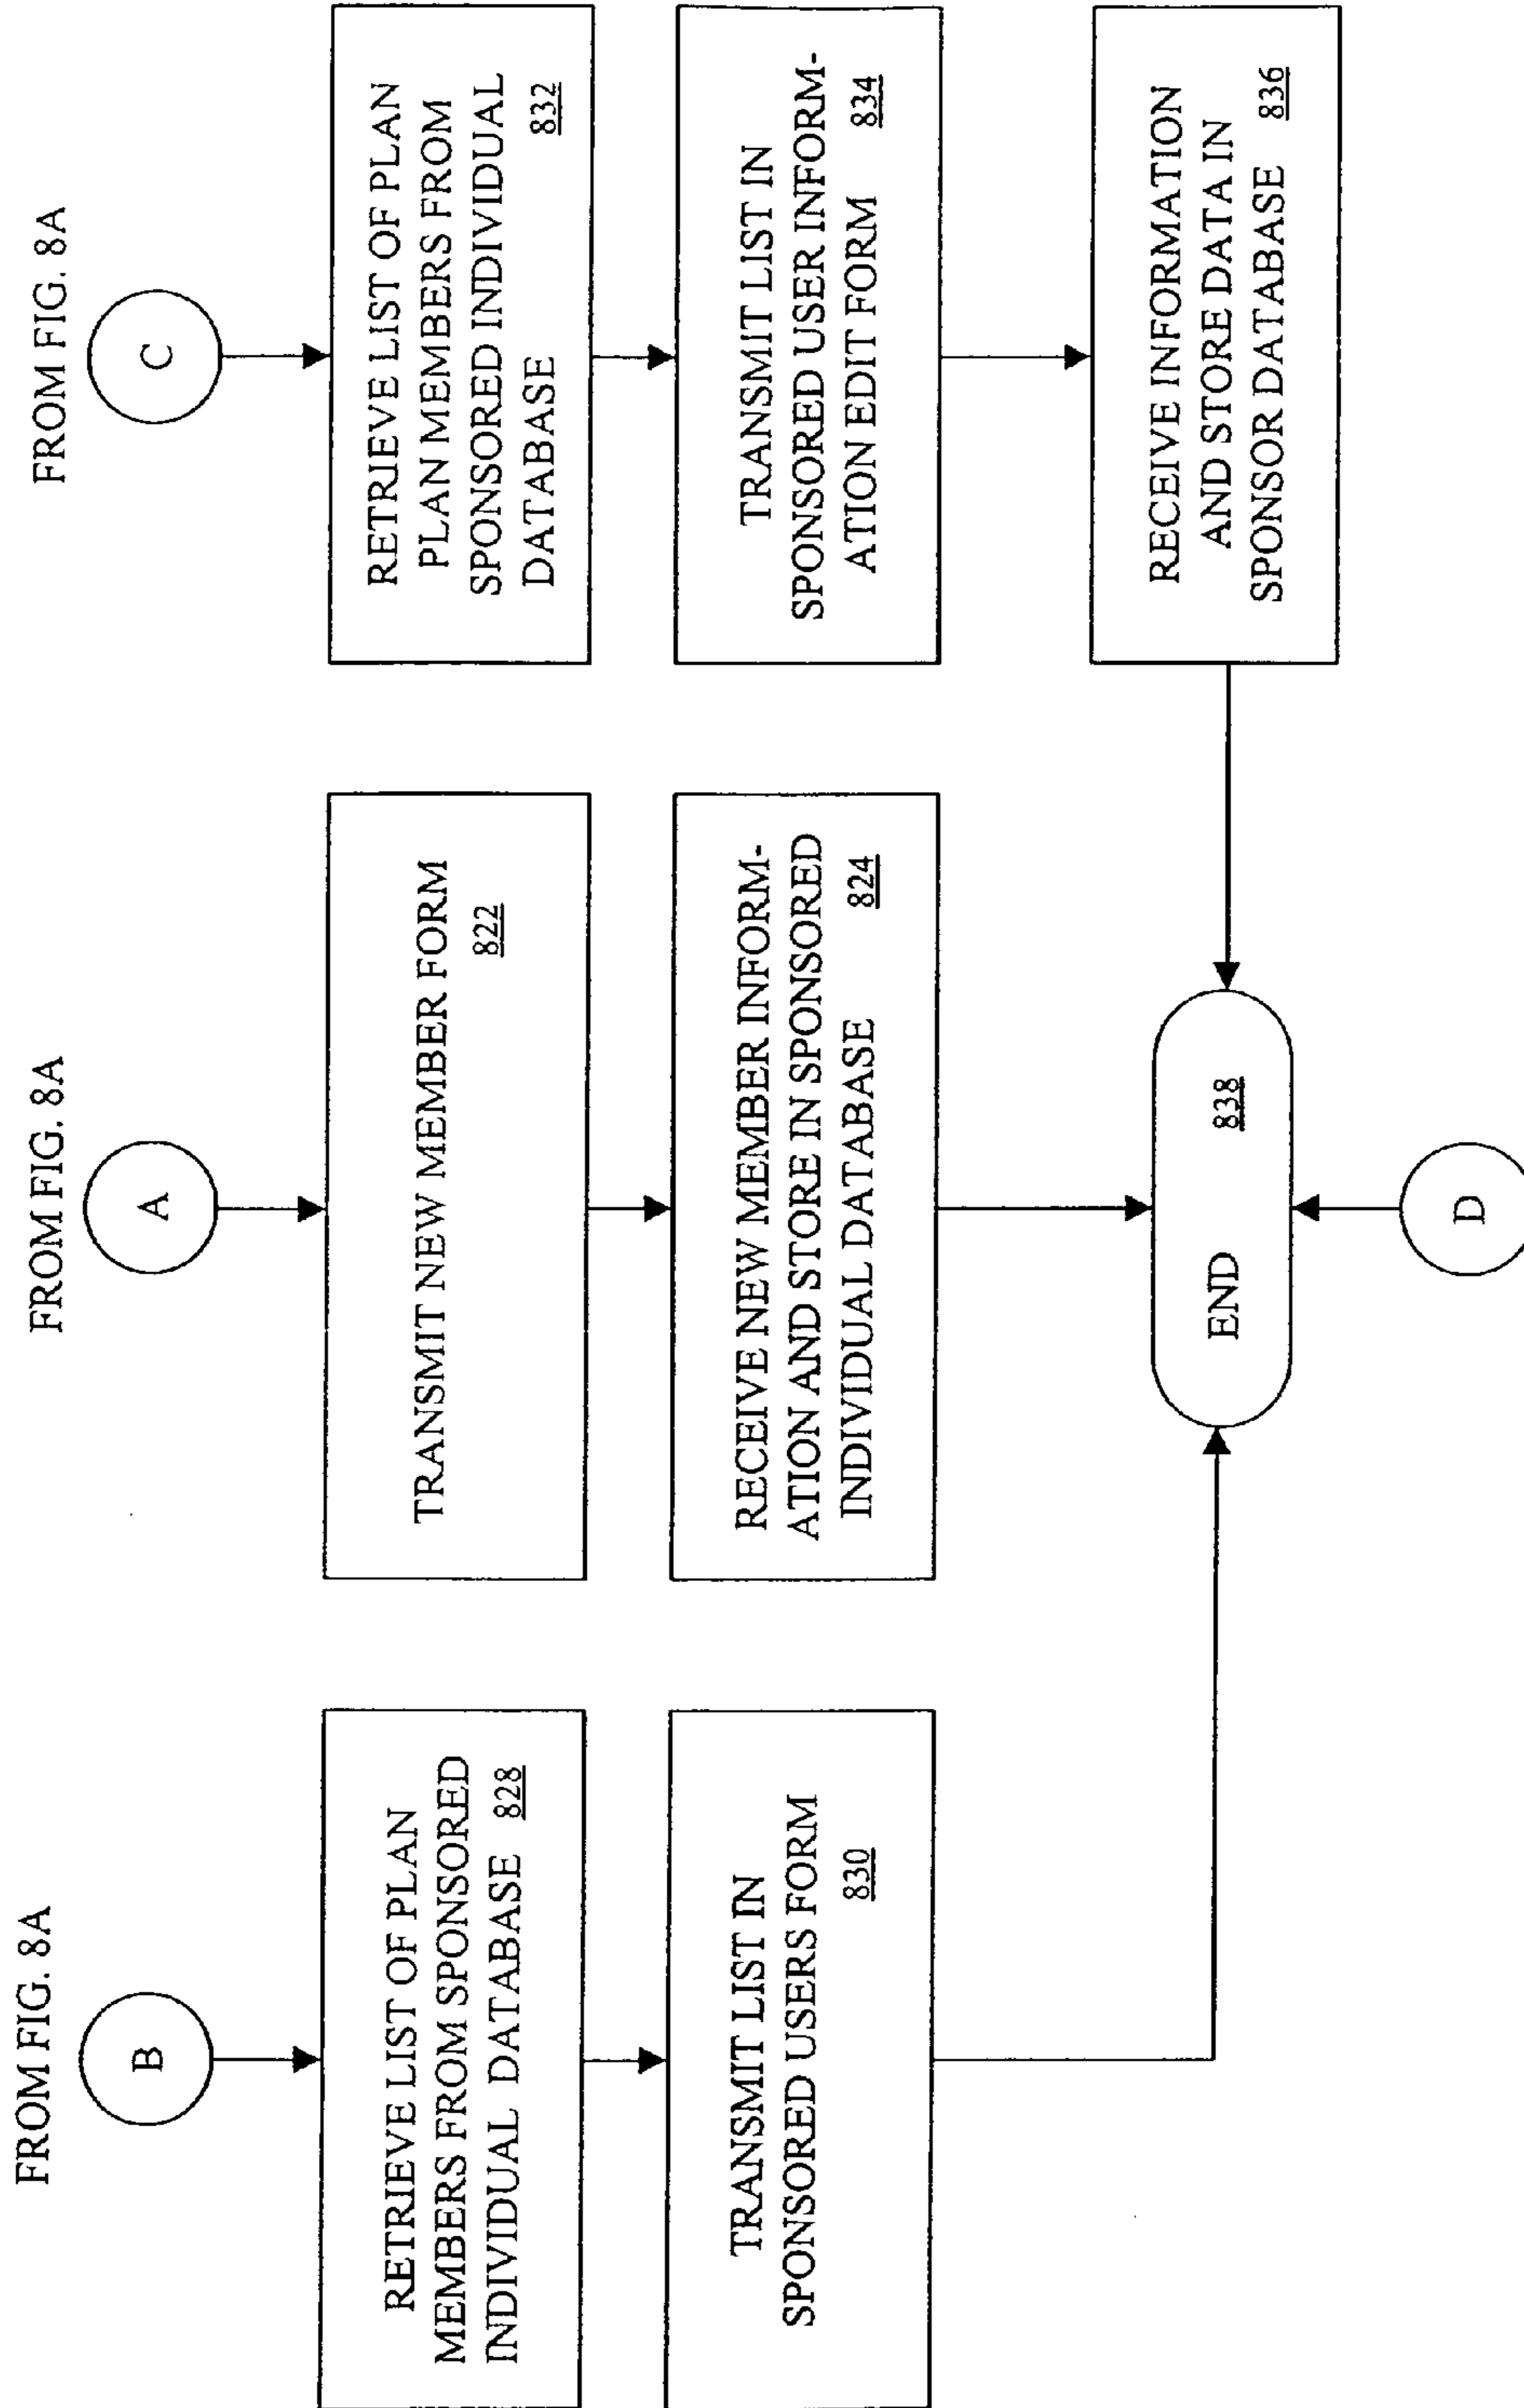 FROM FIG. 8A
B
RETRIEVE LIST OF PLAN
MEMBERS FROM SPONSORED
INDIVIDUAL DATABASE 828
TRANSMIT LIST IN
SPONSORED USERS FORM
830
FROM FIG. 8A
A
TRANSMIT NEW MEMBER FORM
822
RECEIVE NEW MEMBER INFORM-
ATION AND STORE IN SPONSORED
INDIVIDUAL DATABASE 824
END 838
D
FROM FIG. 8A
C
RETRIEVE LIST OF PLAN
PLAN MEMBERS FROM
SPONSORED INDIVIDUAL
DATABASE 832
TRANSMIT LIST IN
SPONSORED USER INFORM-
ATION EDIT FORM 834
RECEIVE INFORMATION
AND STORE DATA IN
SPONSOR DATABASE 836